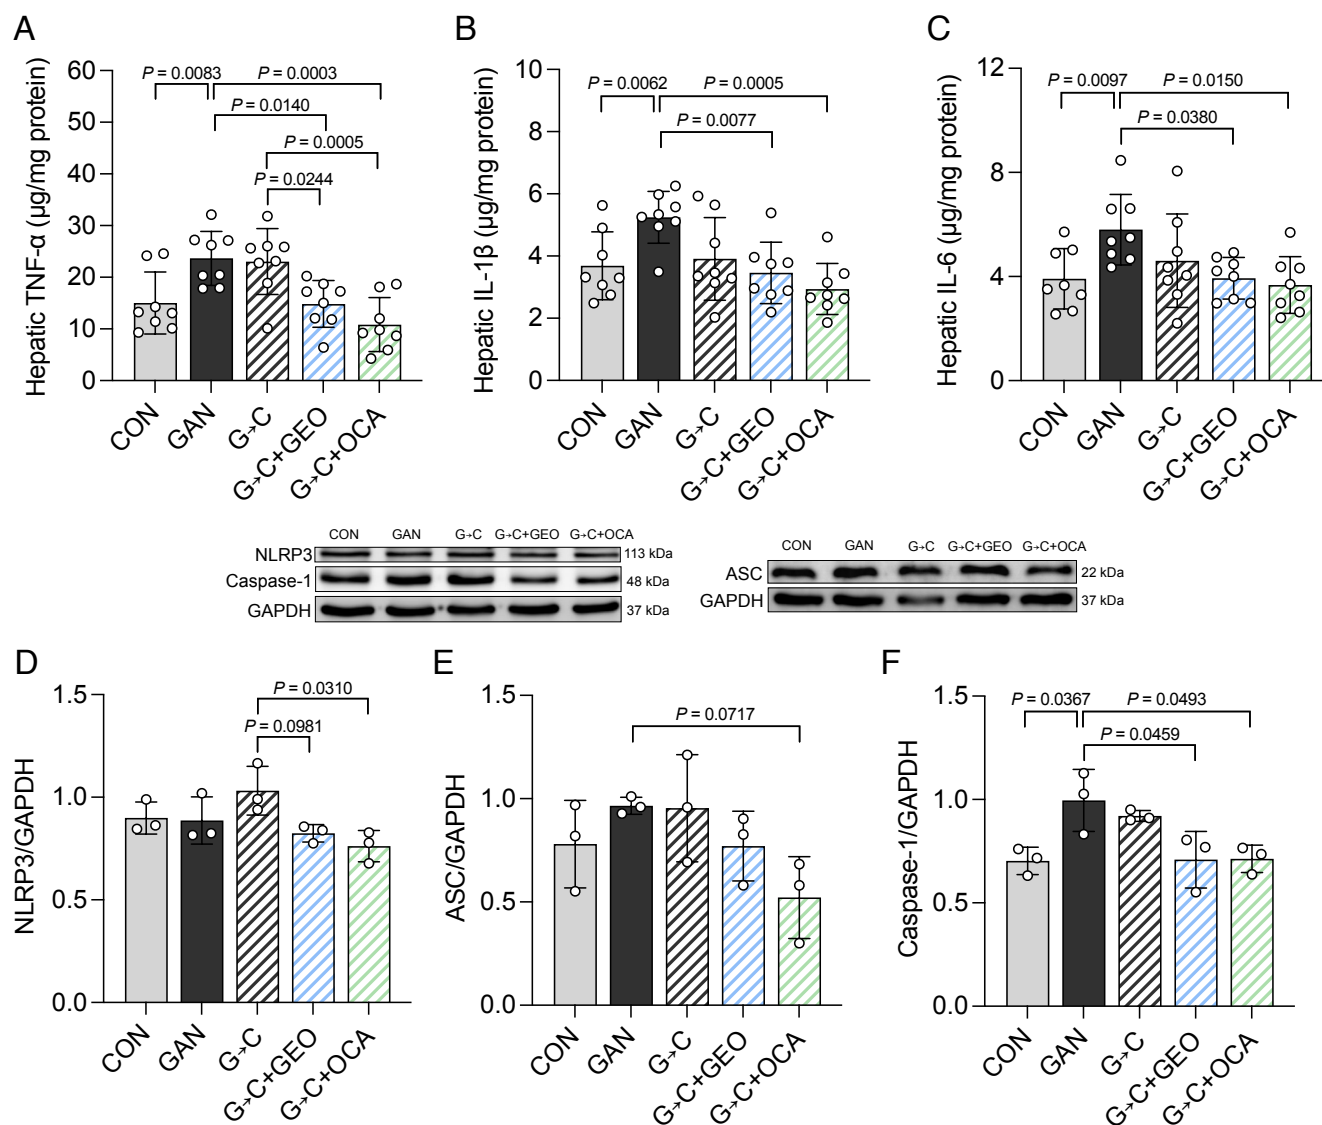 A
Hepatic TNF-α (µg/mg protein)
60
50
40
30
20
10
0
P = 0.0083
P = 0.0003
P = 0.0140
P = 0.0005
P = 0.0244
CON
GAN
G→C
G→C+GEO
G→C+OCA
B
Hepatic IL-1β (µg/mg protein)
10
8
6
4
2
0
P = 0.0062
P = 0.0005
P = 0.0077
CON
GAN
G→C
G→C+GEO
G→C+OCA
C
Hepatic IL-6 (µg/mg protein)
12
8
4
0
P = 0.0097
P = 0.0150
P = 0.0380
CON
GAN
G→C
G→C+GEO
G→C+OCA
CON GAN G→C G→C+GEO G→C+OCA
NLRP3 113 kDa
Caspase-1 48 kDa
GAPDH 37 kDa
CON GAN G→C G→C+GEO G→C+OCA
ASC 22 kDa
GAPDH 37 kDa
D
NLRP3/GAPDH
1.5
1.0
0.5
0.0
P = 0.0310
P = 0.0981
CON
GAN
G→C
G→C+GEO
G→C+OCA
E
ASC/GAPDH
1.5
1.0
0.5
0.0
P = 0.0717
CON
GAN
G→C
G→C+GEO
G→C+OCA
F
Caspase-1/GAPDH
1.5
1.0
0.5
0.0
P = 0.0367
P = 0.0493
P = 0.0459
CON
GAN
G→C
G→C+GEO
G→C+OCA